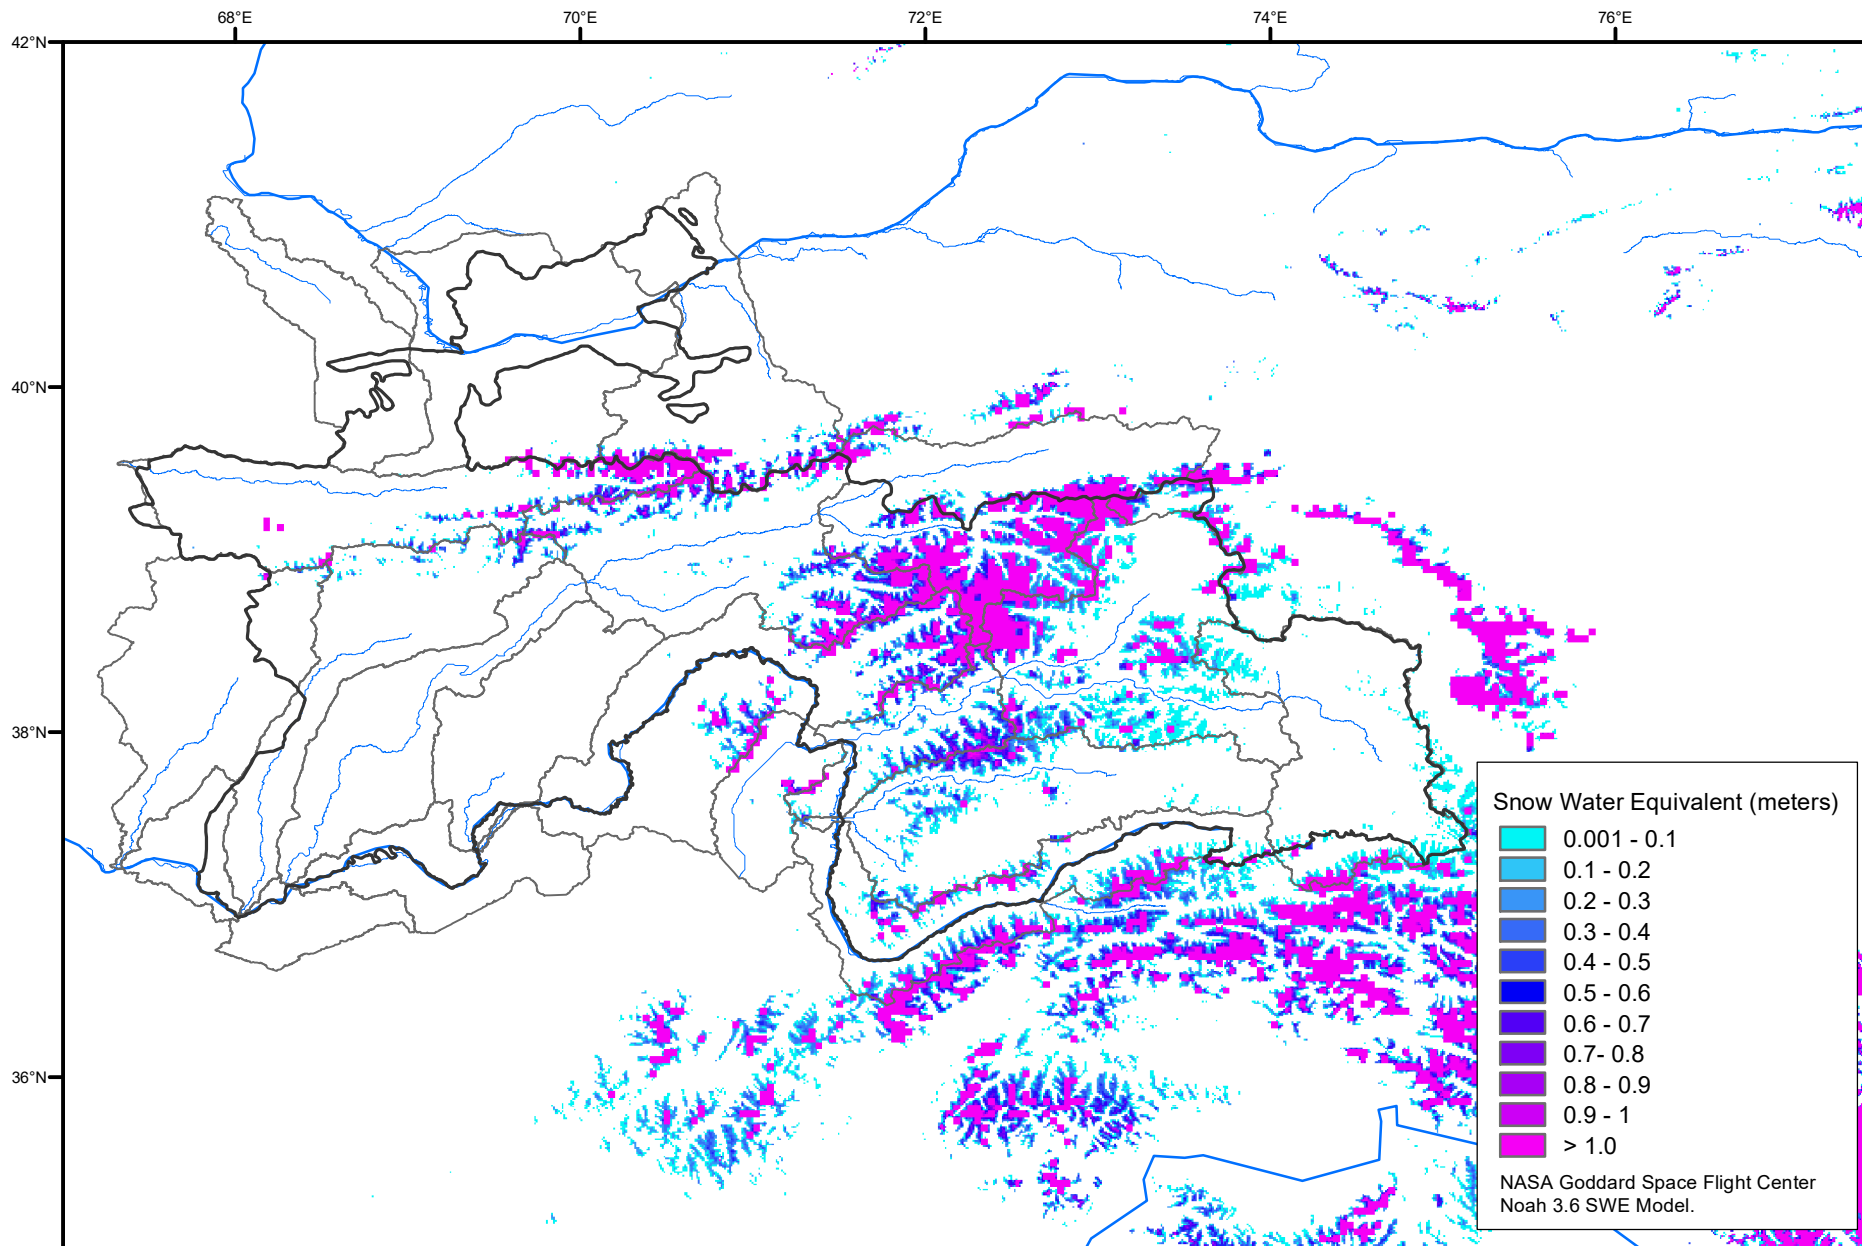 68°E 70°E 72°E 74°E 76°E
42°N
40°N
38°N
36°N
Snow Water Equivalent (meters)
0.001 - 0.1
0.1 - 0.2
0.2 - 0.3
0.3 - 0.4
0.4 - 0.5
0.5 - 0.6
0.6 - 0.7
0.7- 0.8
0.8 - 0.9
0.9 - 1
> 1.0
NASA Goddard Space Flight Center
Noah 3.6 SWE Model.